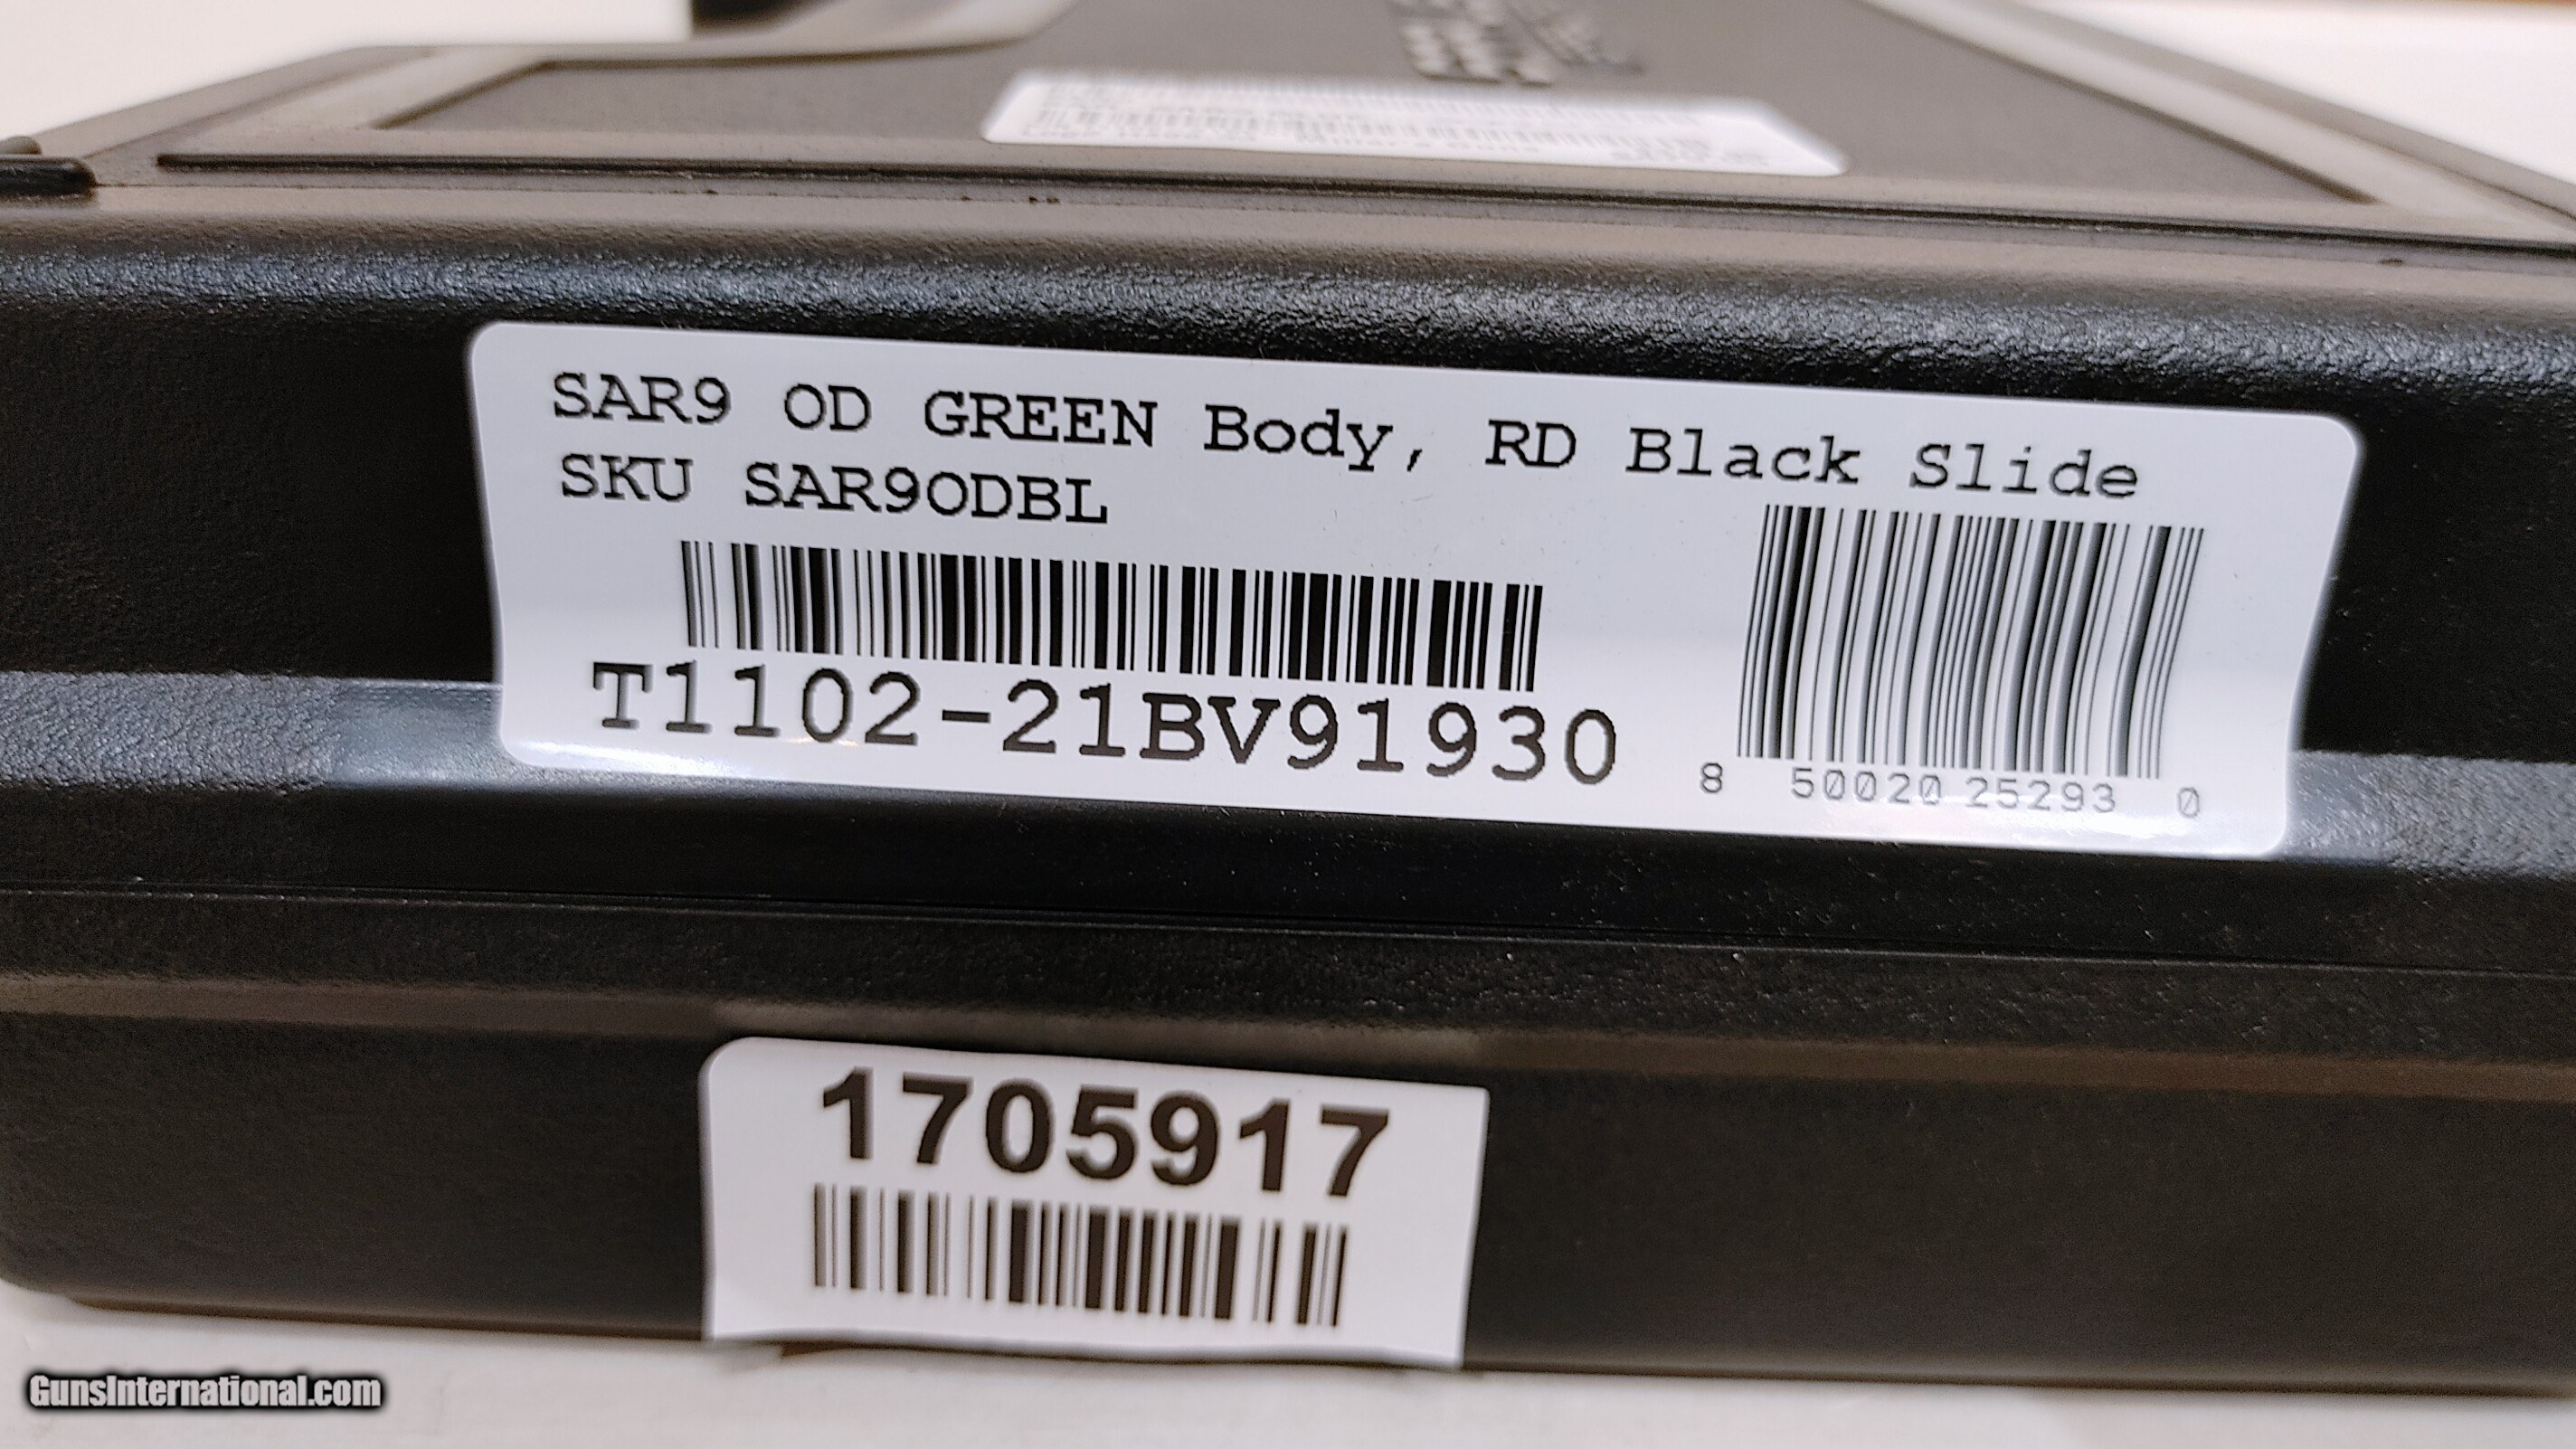 SAR9 OD GREEN Body, RD Black Slide
SKU SAR9ODBL
T1102-21BV91930
8 50020 25293 0
1705917
GunsInternational.com